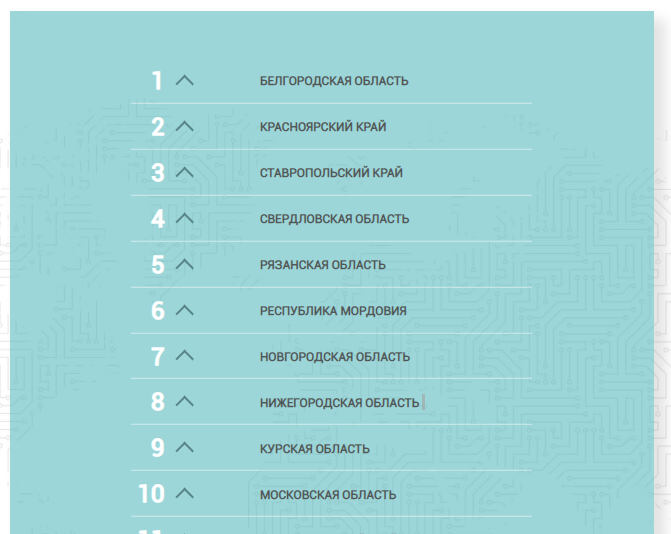 1 БЕЛГОРОДСКАЯ ОБЛАСТЬ
2 КРАСНОЯРСКИЙ КРАЙ
3 СТАВРОПОЛЬСКИЙ КРАЙ
4 СВЕРДЛОВСКАЯ ОБЛАСТЬ
5 РЯЗАНСКАЯ ОБЛАСТЬ
6 РЕСПУБЛИКА МОРДОВИЯ
7 НОВГОРОДСКАЯ ОБЛАСТЬ
8 НИЖЕГОРОДСКАЯ ОБЛАСТЬ
9 КУРСКАЯ ОБЛАСТЬ
10 МОСКОВСКАЯ ОБЛАСТЬ